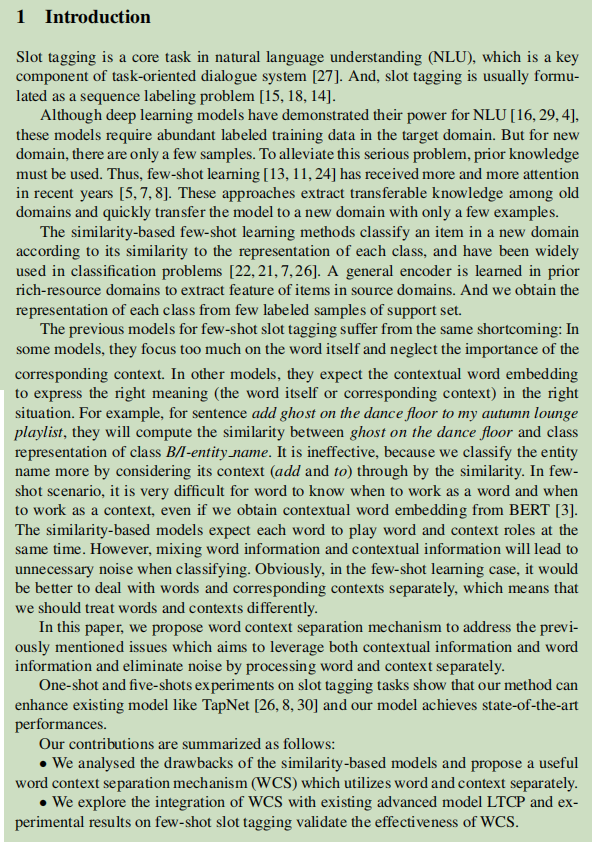 1 Introduction
Slot tagging is a core task in natural language understanding (NLU), which is a key
component of task-oriented dialogue system [27]. And, slot tagging is usually formu-
lated as a sequence labeling problem [15, 18, 14].
Although deep learning models have demonstrated their power for NLU [16, 29, 4],
these models require abundant labeled training data in the target domain. But for new
domain, there are only a few samples. To alleviate this serious problem, prior knowledge
must be used. Thus, few-shot learning [13, 11, 24] has received more and more attention
in recent years [5, 7, 8]. These approaches extract transferable knowledge among old
domains and quickly transfer the model to a new domain with only a few examples.
The similarity-based few-shot learning methods classify an item in a new domain
according to its similarity to the representation of each class, and have been widely
used in classification problems [22, 21, 7, 26]. A general encoder is learned in prior
rich-resource domains to extract feature of items in source domains. And we obtain the
representation of each class from few labeled samples of support set.
The previous models for few-shot slot tagging suffer from the same shortcoming: In
some models, they focus too much on the word itself and neglect the importance of the
corresponding context. In other models, they expect the contextual word embedding
to express the right meaning (the word itself or corresponding context) in the right
situation. For example, for sentence add ghost on the dance floor to my autumn lounge
playlist, they will compute the similarity between ghost on the dance floor and class
representation of class B/I-entity_name. It is ineffective, because we classify the entity
name more by considering its context (add and to) through by the similarity. In few-
shot scenario, it is very difficult for word to know when to work as a word and when
to work as a context, even if we obtain contextual word embedding from BERT [3].
The similarity-based models expect each word to play word and context roles at the
same time. However, mixing word information and contextual information will lead to
unnecessary noise when classifying. Obviously, in the few-shot learning case, it would
be better to deal with words and corresponding contexts separately, which means that
we should treat words and contexts differently.
In this paper, we propose word context separation mechanism to address the previ-
ously mentioned issues which aims to leverage both contextual information and word
information and eliminate noise by processing word and context separately.
One-shot and five-shots experiments on slot tagging tasks show that our method can
enhance existing model like TapNet [26, 8, 30] and our model achieves state-of-the-art
performances.
Our contributions are summarized as follows:
• We analysed the drawbacks of the similarity-based models and propose a useful
word context separation mechanism (WCS) which utilizes word and context separately.
• We explore the integration of WCS with existing advanced model LTCP and ex-
perimental results on few-shot slot tagging validate the effectiveness of WCS.